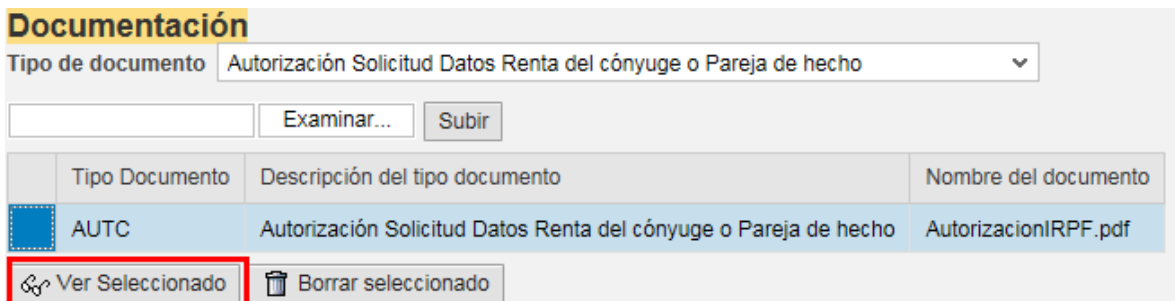 Documentación
Tipo de documento Autorización Solicitud Datos Renta del cónyuge o Pareja de hecho
Examinar... Subir
Tipo Documento Descripción del tipo documento Nombre del documento
AUTC Autorización Solicitud Datos Renta del cónyuge o Pareja de hecho AutorizacionIRPF.pdf
Ver Seleccionado Borrar seleccionado